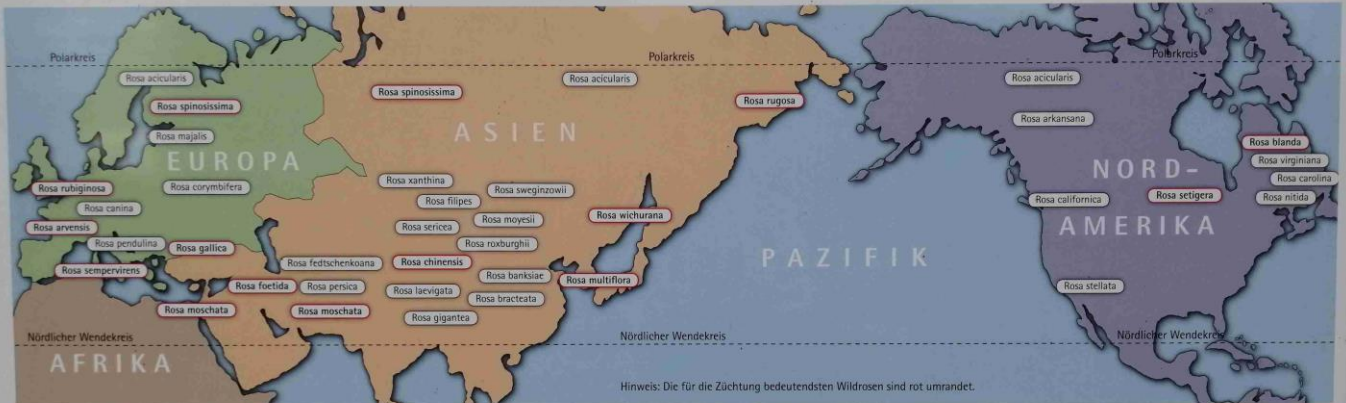 Polarkreis
Polarkreis
Polarkreis
Rosa acicularis
Rosa spinosissima
Rosa majalis
EUROPA
Rosa rubiginosa
Rosa corymbifera
Rosa canina
Rosa arvensis
Rosa pendulina
Rosa gallica
Rosa sempervirens
Rosa moschata
Rosa spinosissima
Rosa acicularis
Rosa rugosa
ASIEN
Rosa xanthina
Rosa sweginzowii
Rosa filipes
Rosa moyesii
Rosa wichurana
Rosa sericea
Rosa roxburghii
Rosa fedtschenkoana
Rosa chinensis
Rosa banksiae
Rosa multiflora
Rosa foetida
Rosa persica
Rosa laevigata
Rosa bracteata
Rosa moschata
Rosa gigantea
PAZIFIK
Rosa acicularis
Rosa arkansana
Rosa blanda
Rosa virginiana
NORD-
Rosa carolina
Rosa californica
Rosa setigera
Rosa nitida
AMERIKA
Rosa stellata
Nördlicher Wendekreis
Nördlicher Wendekreis
Nördlicher Wendekreis
AFRIKA
Hinweis: Die für die Züchtung bedeutendsten Wildrosen sind rot umrandet.